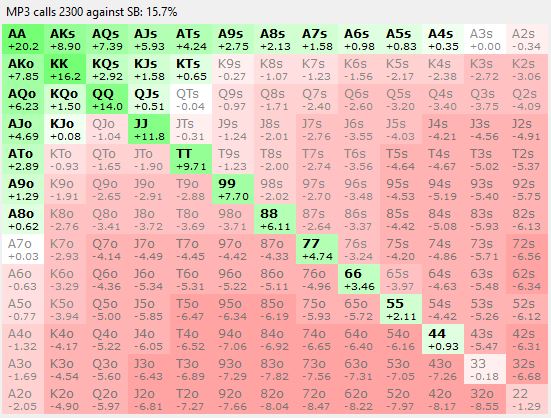 MP3 calls 2300 against SB: 15.7%
AA AKs AQs AJs ATs A9s A8s A7s A6s A5s A4s A3s A2s
+20.2 +8.90 +7.39 +5.93 +4.24 +2.75 +2.13 +1.58 +0.98 +0.83 +0.35 +0.00 -0.34
AKo KK KQs KJs KTs K9s K8s K7s K6s K5s K4s K3s K2s
+7.85 +16.2 +2.92 +1.58 +0.65 -0.27 -1.07 -1.23 -1.56 -2.17 -2.38 -2.72 -3.06
AQo KQo QQ QJs QTs Q9s Q8s Q7s Q6s Q5s Q4s Q3s Q2s
+6.23 +1.50 +14.0 +0.51 -0.04 -0.97 -1.71 -2.40 -2.60 -3.20 -3.40 -3.75 -4.09
AJo KJo QJo JJ JTs J9s J8s J7s J6s J5s J4s J3s J2s
+4.69 +0.08 -1.04 +11.8 -0.31 -1.24 -2.01 -2.76 -3.55 -4.03 -4.21 -4.56 -4.91
ATo KTo QTo JTo TT T9s T8s T7s T6s T5s T4s T3s T2s
+2.89 -0.93 -1.65 -1.90 +9.71 -1.23 -2.00 -2.74 -3.56 -4.64 -4.67 -5.02 -5.37
A9o K9o Q9o J9o T9o 99 98s 97s 96s 95s 94s 93s 92s
+1.29 -1.91 -2.65 -2.91 -2.88 +7.70 -2.02 -2.70 -3.48 -4.53 -5.19 -5.40 -5.75
A8o K8o Q8o J8o T8o 98o 88 87s 86s 85s 84s 83s 82s
+0.62 -2.76 -3.41 -3.72 -3.69 -3.71 +6.11 -2.64 -3.37 -4.42 -5.08 -5.93 -6.13
A7o K7o Q7o J7o T7o 97o 87o 77 76s 75s 74s 73s 72s
+0.03 -2.93 -4.14 -4.49 -4.45 -4.42 -4.33 +4.74 -3.24 -4.20 -4.86 -5.71 -6.56
A6o K6o Q6o J6o T6o 96o 86o 76o 66 65s 64s 63s 62s
-0.63 -3.29 -4.36 -5.34 -5.31 -5.22 -5.11 -4.96 +3.46 -3.97 -4.63 -5.48 -6.34
A5o K5o Q5o J5o T5o 95o 85o 75o 65o 55 54s 53s 52s
-0.77 -3.94 -5.00 -5.85 -6.47 -6.34 -6.19 -5.93 -5.72 +2.11 -4.42 -5.26 -6.12
A4o K4o Q4o J4o T4o 94o 84o 74o 64o 54o 44 43s 42s
-1.32 -4.17 -5.22 -6.05 -6.52 -7.06 -6.92 -6.65 -6.40 -6.16 +0.93 -5.47 -6.31
A3o K3o Q3o J3o T3o 93o 83o 73o 63o 53o 43o 33 32s
-1.69 -4.54 -5.60 -6.43 -6.89 -7.29 -7.82 -7.56 -7.31 -7.05 -7.26 -0.18 -6.68
A2o K2o Q2o J2o T2o 92o 82o 72o 62o 52o 42o 32o 22
-2.05 -4.90 -5.97 -6.81 -7.27 -7.66 -8.04 -8.47 -8.22 -7.97 -8.17 -8.55 -1.29